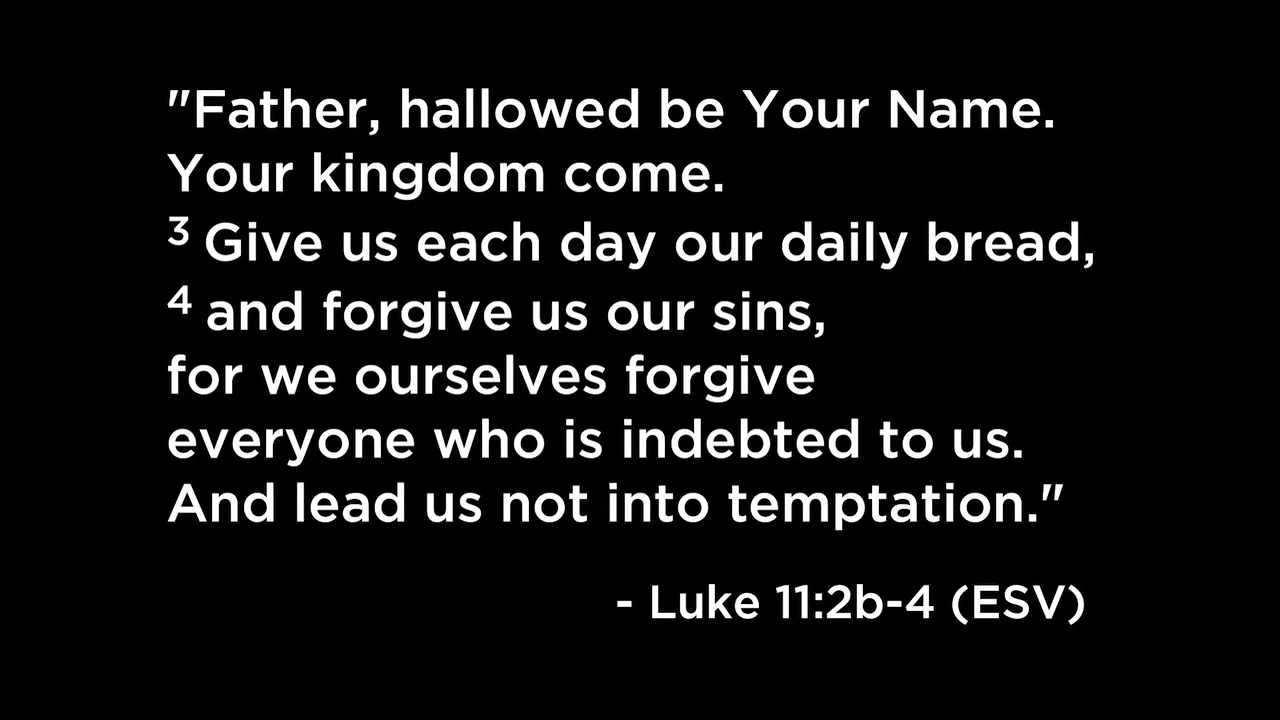 "Father, hallowed be Your Name.
Your kingdom come.
³ Give us each day our daily bread,
⁴ and forgive us our sins,
for we ourselves forgive
everyone who is indebted to us.
And lead us not into temptation."
- Luke 11:2b-4 (ESV)